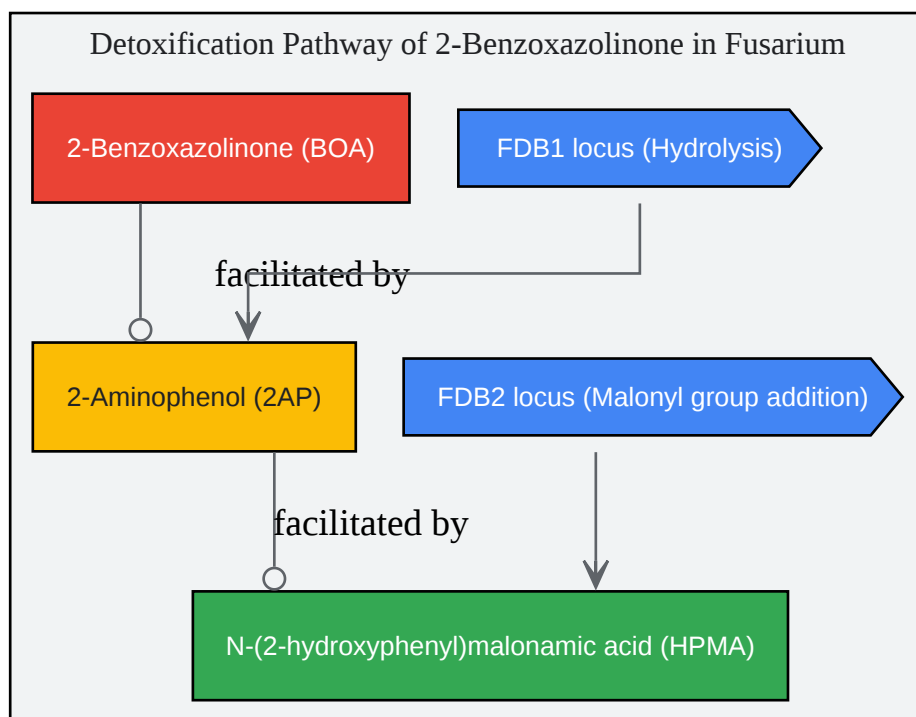 Detoxification Pathway of 2-Benzoxazolinone in Fusarium
2-Benzoxazolinone (BOA)
FDB1 locus (Hydrolysis)
facilitated by
2-Aminophenol (2AP)
FDB2 locus (Malonyl group addition)
facilitated by
N-(2-hydroxyphenyl)malonamic acid (HPMA)